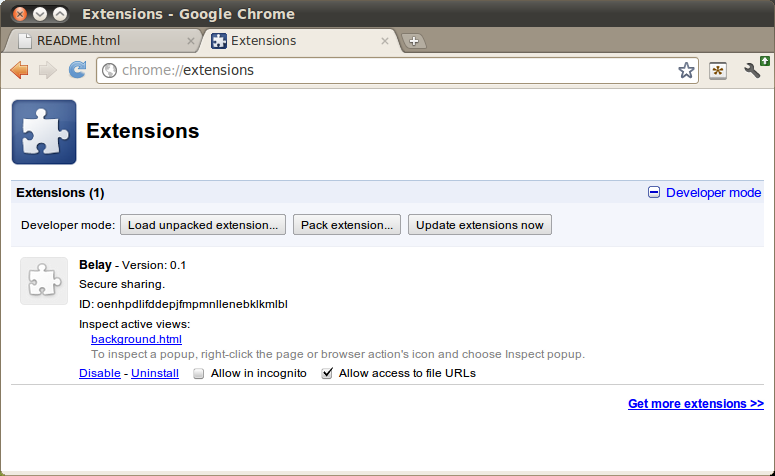 Extensions - Google Chrome
README.html
Extensions
chrome://extensions
Extensions
Extensions (1)
Developer mode
Developer mode: Load unpacked extension... Pack extension... Update extensions now
Belay - Version: 0.1
Secure sharing.
ID: oenhpdlifddepjfmpmnllenebklkmlbl
Inspect active views:
background.html
To inspect a popup, right-click the page or browser action's icon and choose Inspect popup.
Disable - Uninstall Allow in incognito Allow access to file URLs
Get more extensions >>